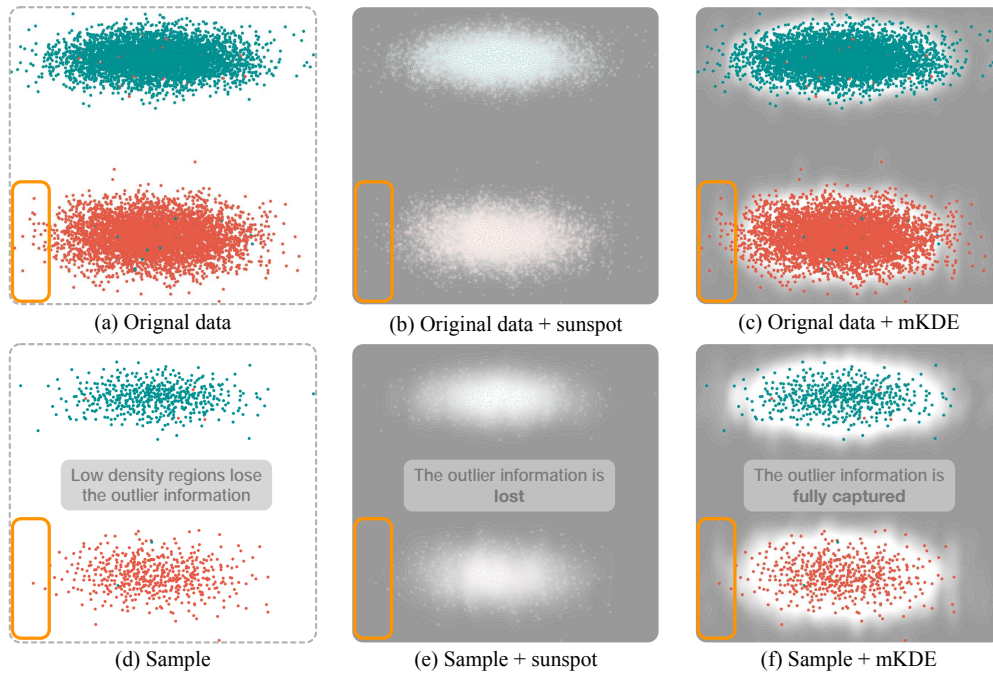 (a) Orignal data
(b) Original data + sunspot
(c) Orignal data + mKDE
Low density regions lose
the outlier information
The outlier information is
lost
The outlier information is
fully captured
(d) Sample
(e) Sample + sunspot
(f) Sample + mKDE